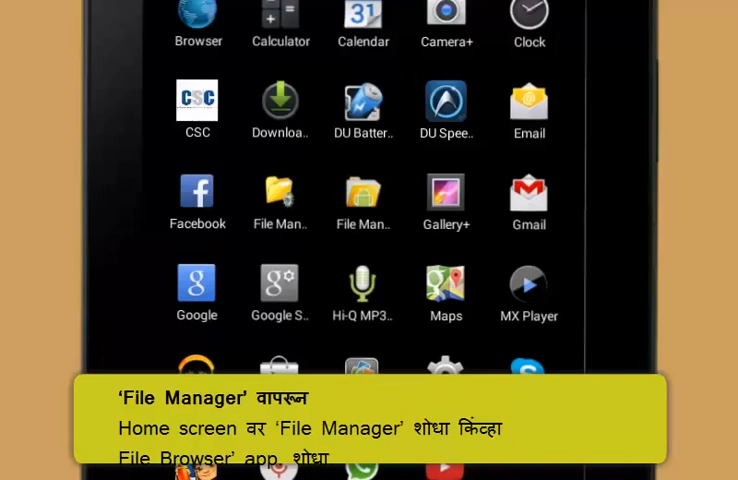 31
Browser Calculator Calendar Camera+ Clock
CSC
CSC Downloa.. DU Batter.. DU Spee.. Email
Facebook File Man.. File Man.. Gallery+ Gmail
Google Google S.. Hi-Q MP3.. Maps MX Player
‘File Manager’ वापरून
Home screen वर ‘File Manager’ शोधा किंव्हा
File Browser’ app शोधा